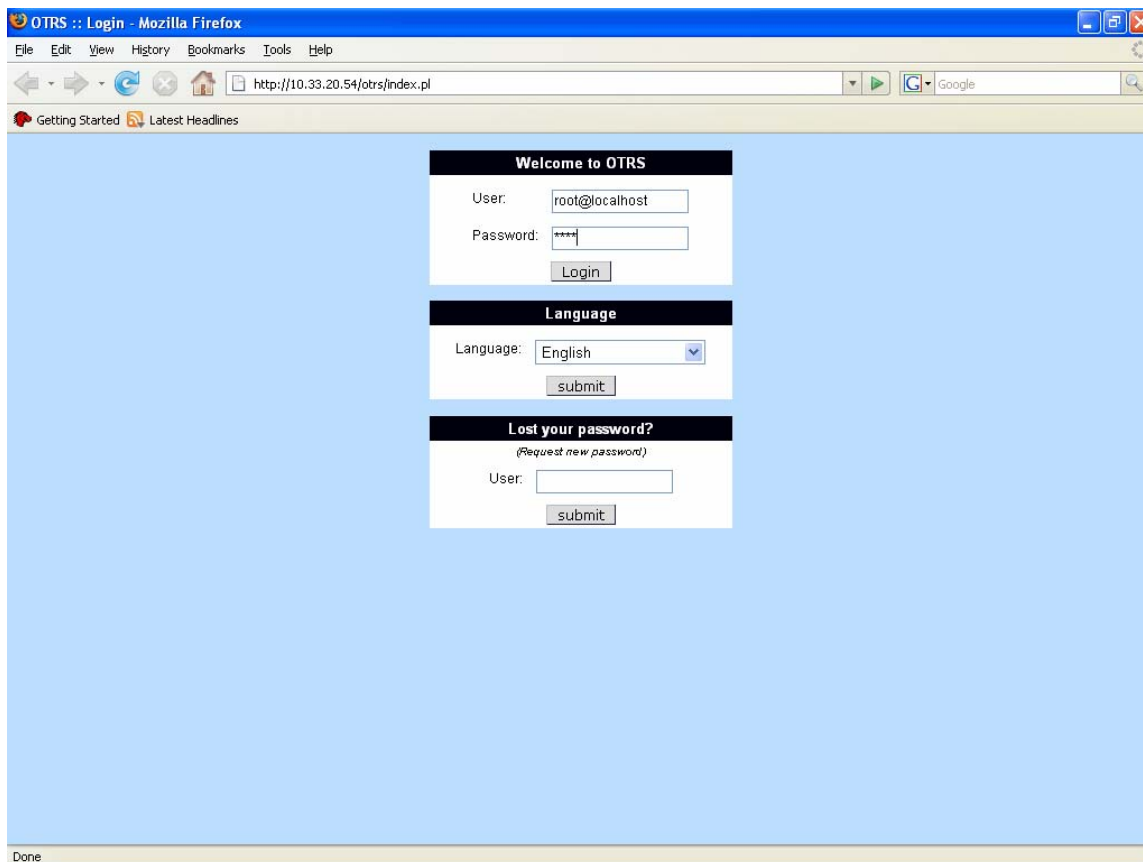 OTRS :: Login - Mozilla Firefox
File Edit View History Bookmarks Tools Help
http://10.33.20.54/otrs/index.pl G Google
Getting Started Latest Headlines
Welcome to OTRS
User: root@localhost
Password: ****
Login
Language
Language: English
submit
Lost your password?
(Request new password)
User:
submit
Done